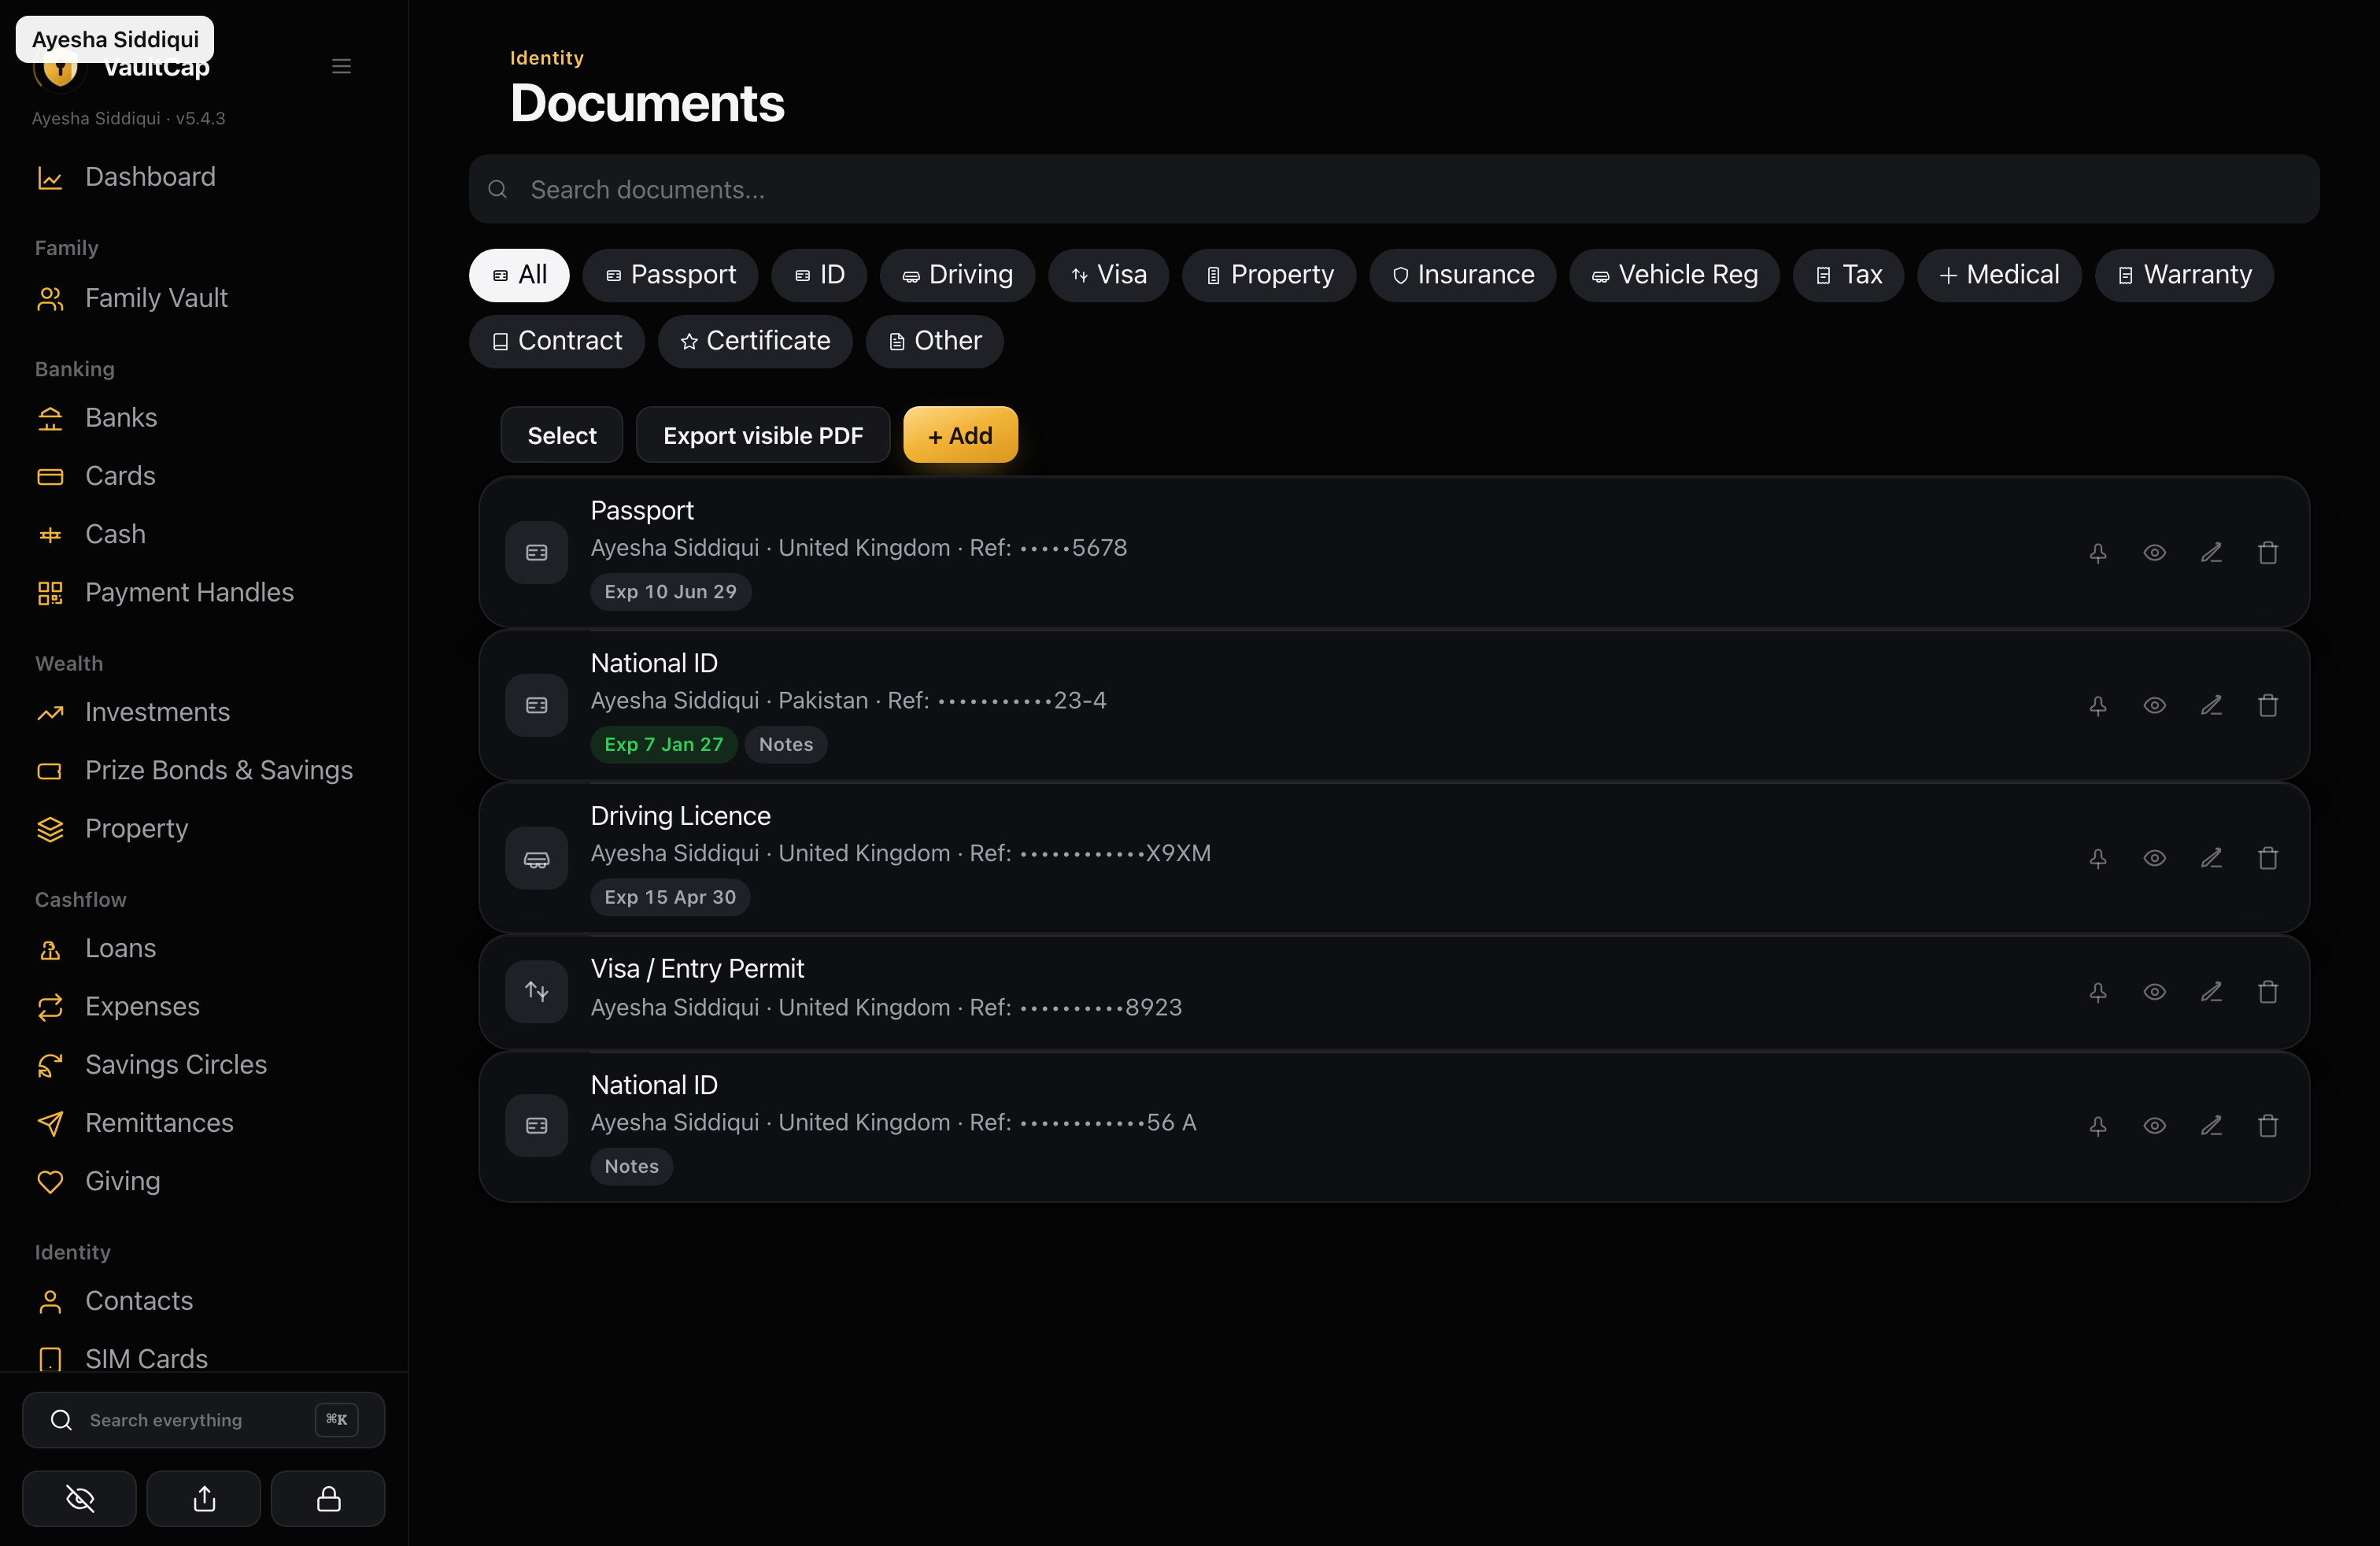 Ayesha Siddiqui
VaultCap
Ayesha Siddiqui · v5.4.3
Dashboard
Family
Family Vault
Banking
Banks
Cards
Cash
Payment Handles
Wealth
Investments
Prize Bonds & Savings
Property
Cashflow
Loans
Expenses
Savings Circles
Remittances
Giving
Identity
Contacts
SIM Cards
Search everything ⌘K
Identity
Documents
Search documents...
All Passport ID Driving Visa Property Insurance Vehicle Reg Tax Medical Warranty
Contract Certificate Other
Select Export visible PDF + Add
Passport
Ayesha Siddiqui · United Kingdom · Ref: •••••5678
Exp 10 Jun 29
National ID
Ayesha Siddiqui · Pakistan · Ref: •••••••••••23-4
Exp 7 Jan 27 Notes
Driving Licence
Ayesha Siddiqui · United Kingdom · Ref: ••••••••••••X9XM
Exp 15 Apr 30
Visa / Entry Permit
Ayesha Siddiqui · United Kingdom · Ref: ••••••••••8923
National ID
Ayesha Siddiqui · United Kingdom · Ref: ••••••••••••56 A
Notes